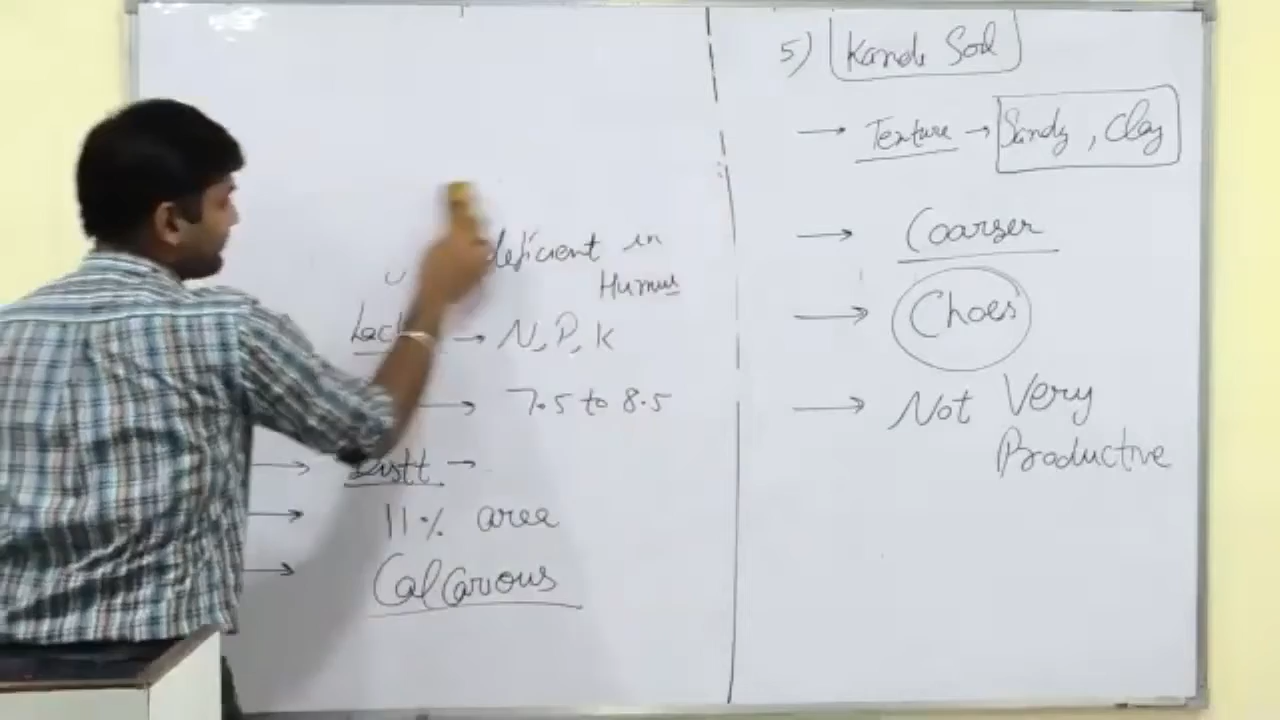 deficient in
Humus
Lack → N, P, K
→ 7.5 to 8.5
→ Distt →
→ 11% area
→ Calcarious
5) Kandi Soil
→ Texture → Sandy, Clay
→ Coarser
→ Choes
→ Not Very
Productive